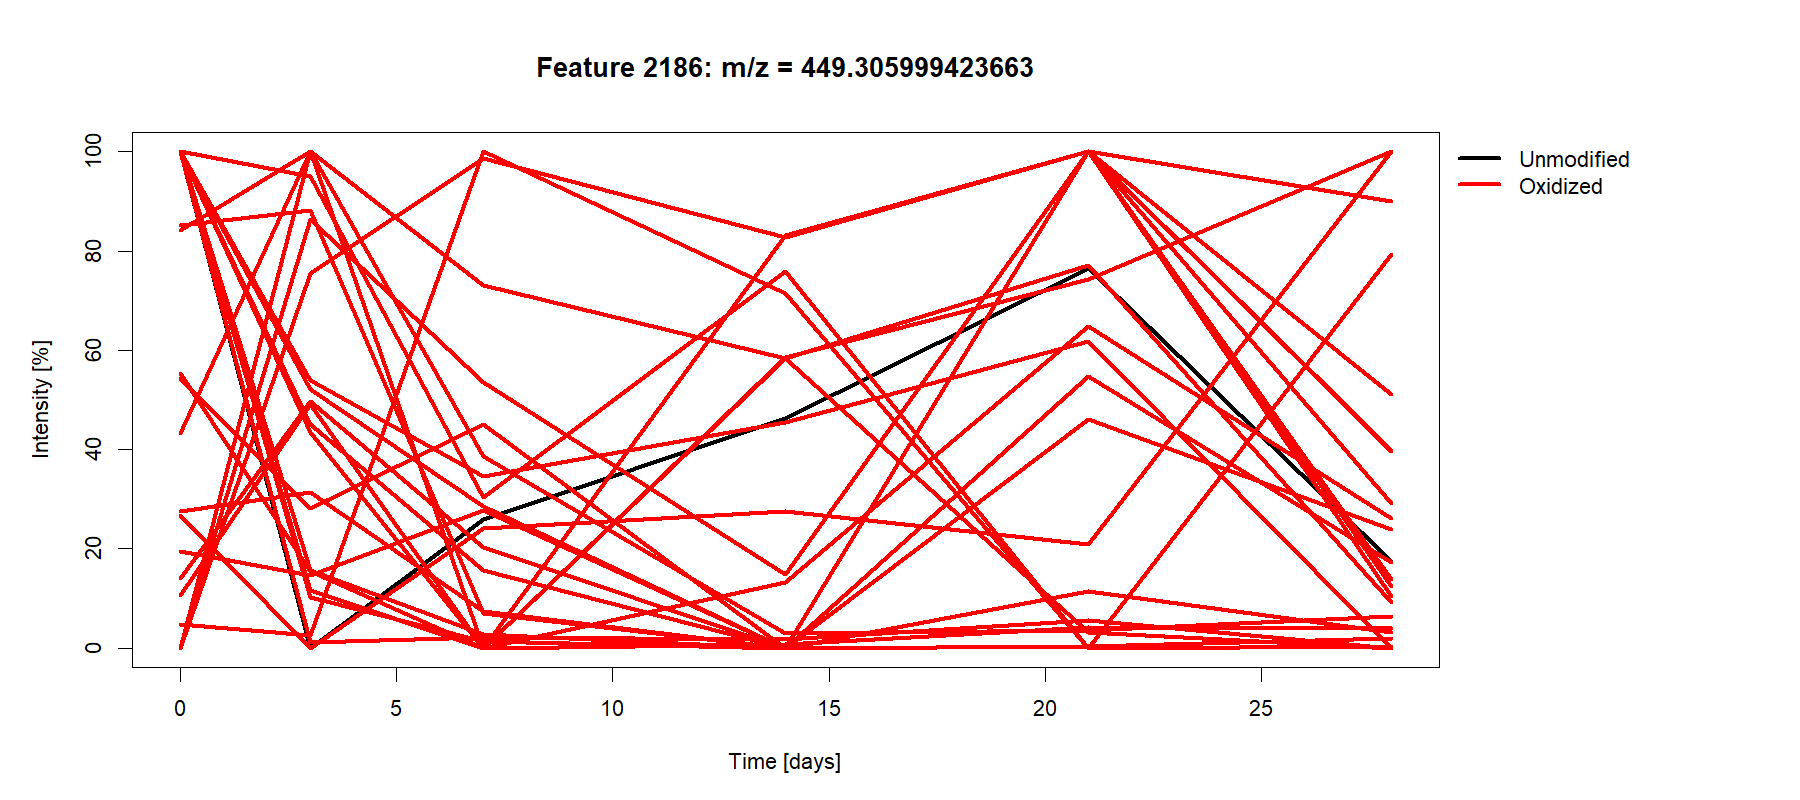 Feature 2186: m/z = 449.305999423663
Unmodified
Oxidized
Intensity [%]
100
80
60
40
20
0
0 5 10 15 20 25
Time [days]